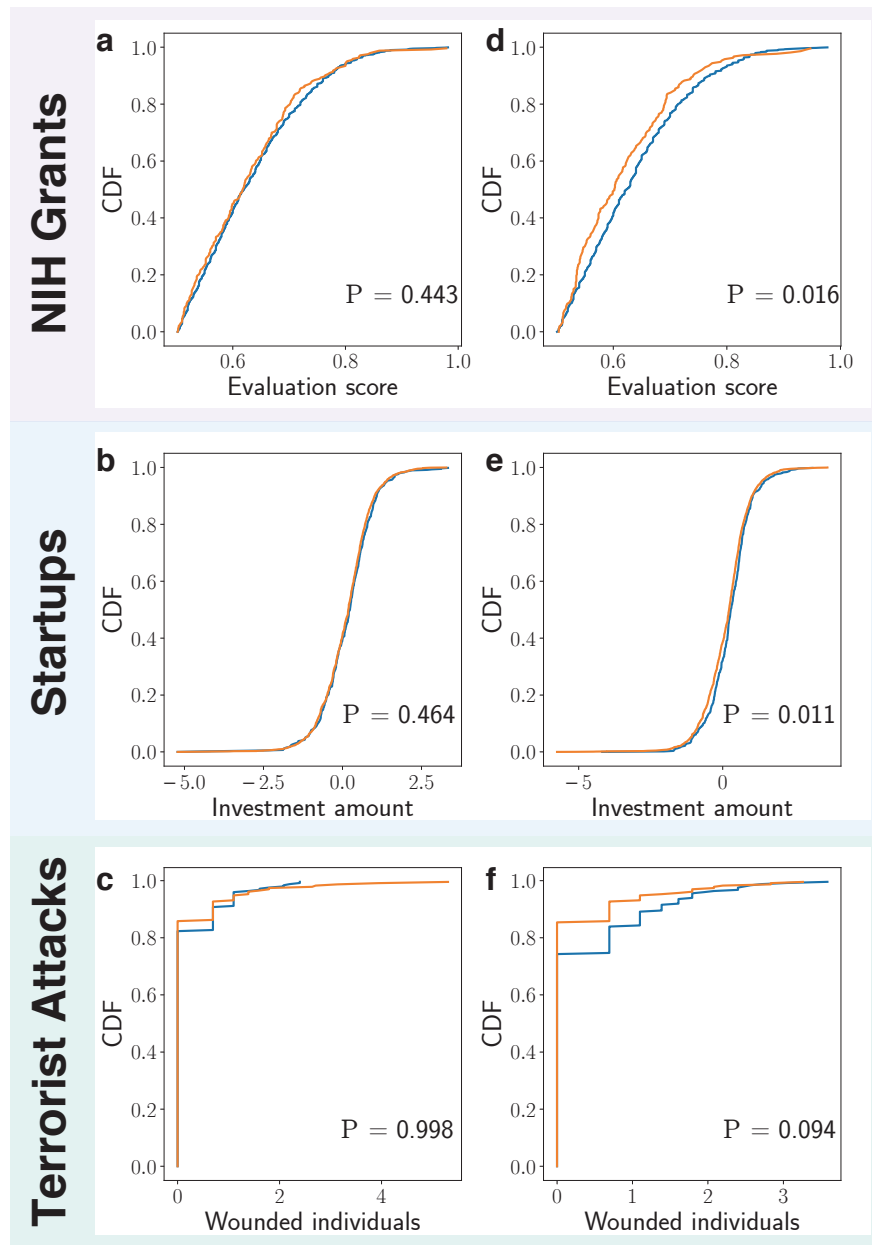 NIH Grants
a
1.0
0.8
0.6
0.4
0.2
0.0
CDF
P = 0.443
0.6 0.8 1.0
Evaluation score
d
1.0
0.8
0.6
0.4
0.2
0.0
CDF
P = 0.016
0.6 0.8 1.0
Evaluation score
Startups
b
1.0
0.8
0.6
0.4
0.2
0.0
CDF
P = 0.464
−5.0 −2.5 0.0 2.5
Investment amount
e
1.0
0.8
0.6
0.4
0.2
0.0
CDF
P = 0.011
−5 0
Investment amount
Terrorist Attacks
c
1.0
0.8
0.6
0.4
0.2
0.0
CDF
P = 0.998
0 2 4
Wounded individuals
f
1.0
0.8
0.6
0.4
0.2
0.0
CDF
P = 0.094
0 1 2 3
Wounded individuals